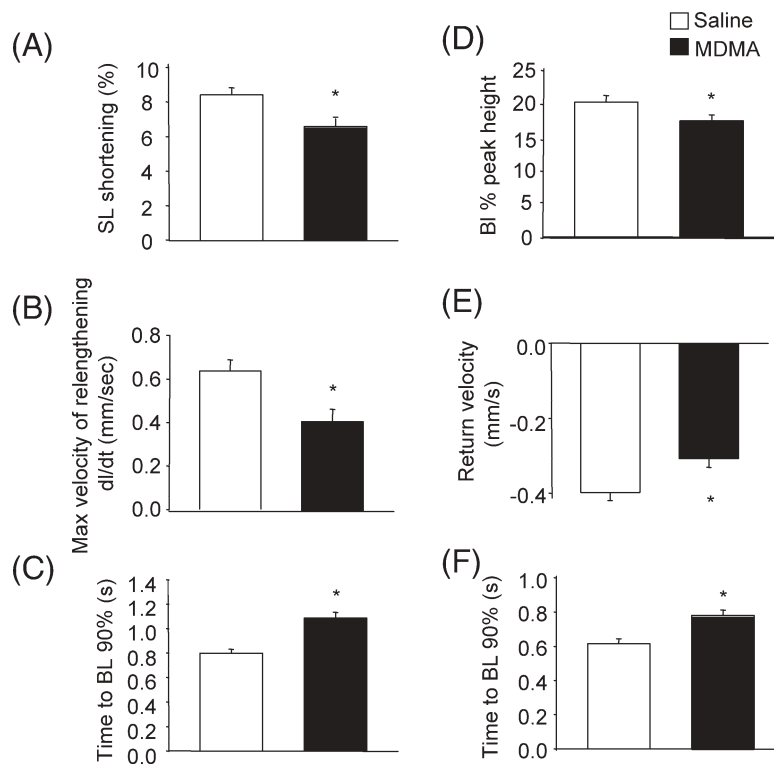 Saline
MDMA
(A)
SL shortening (%)
10
8
6
4
2
0
*
(D)
Bl % peak height
25
20
15
10
5
0
*
(B)
Max velocity of relengthening
dl/dt (mm/sec)
0.8
0.6
0.4
0.2
0.0
*
(E)
Return velocity
(mm/s)
0.0
-0.2
-0.4
*
(C)
Time to BL 90% (s)
1.4
1.2
1.0
0.8
0.6
0.4
0.2
0.0
*
(F)
Time to BL 90% (s)
1.0
0.8
0.6
0.4
0.2
0.0
*